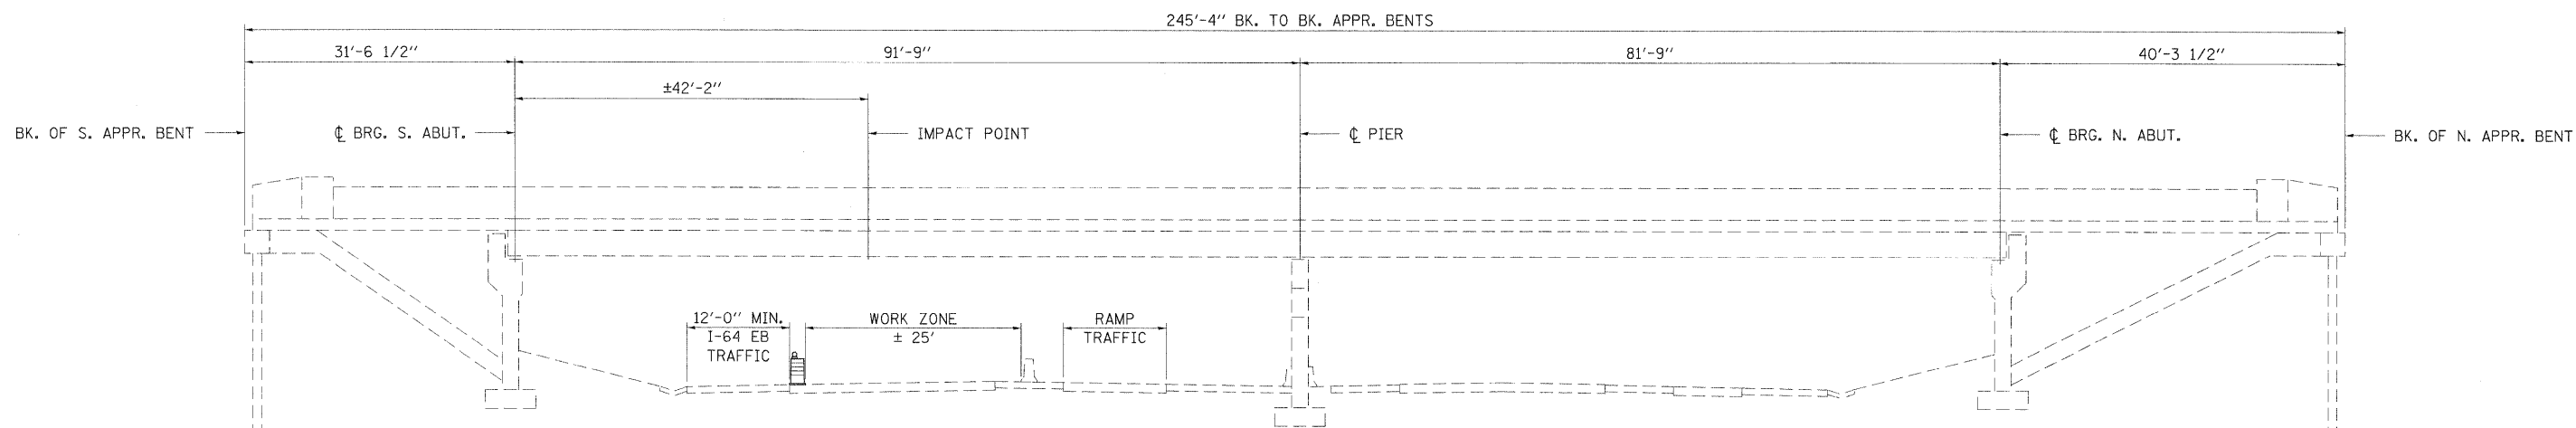 245'-4" BK. TO BK. APPR. BENTS
31'-6 1/2"
91'-9"
81'-9"
40'-3 1/2"
±42'-2"
BK. OF S. APPR. BENT
℄ BRG. S. ABUT.
IMPACT POINT
℄ PIER
℄ BRG. N. ABUT.
BK. OF N. APPR. BENT
12'-0" MIN.
I-64 EB
TRAFFIC
WORK ZONE
± 25'
RAMP
TRAFFIC